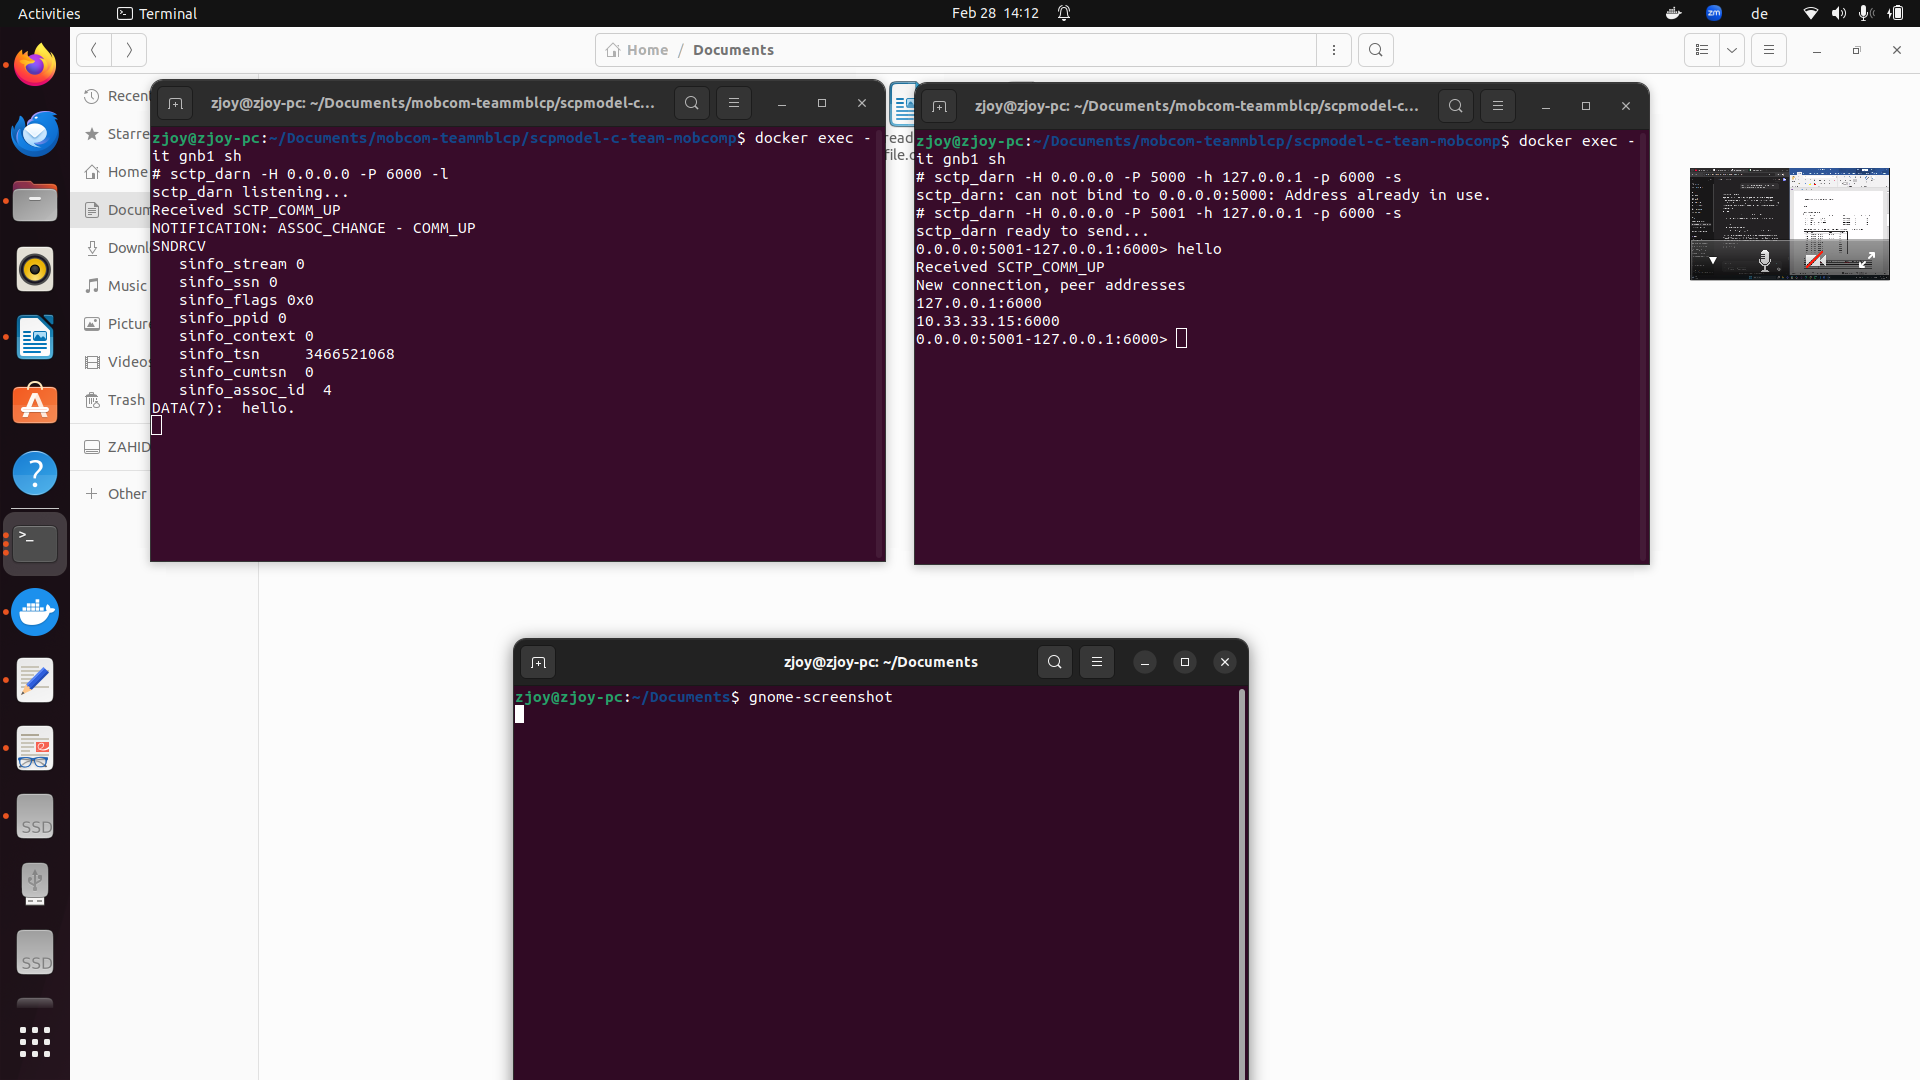 Activities
Terminal
Feb 28 14:12
zm
de
Home / Documents
Recen
Starre
Home
Docum
Downl
Music
Pictur
Videos
Trash
ZAHID
Other
read
file.c
zjoy@zjoy-pc: ~/Documents/mobcom-teammblcp/scpmodel-c...
zjoy@zjoy-pc:~/Documents/mobcom-teammblcp/scpmodel-c-team-mobcomp$ docker exec -
it gnb1 sh
# sctp_darn -H 0.0.0.0 -P 6000 -l
sctp_darn listening...
Received SCTP_COMM_UP
NOTIFICATION: ASSOC_CHANGE - COMM_UP
SNDRCV
sinfo_stream 0
sinfo_ssn 0
sinfo_flags 0x0
sinfo_ppid 0
sinfo_context 0
sinfo_tsn 3466521068
sinfo_cumtsn 0
sinfo_assoc_id 4
DATA(7): hello.
zjoy@zjoy-pc: ~/Documents/mobcom-teammblcp/scpmodel-c...
zjoy@zjoy-pc:~/Documents/mobcom-teammblcp/scpmodel-c-team-mobcomp$ docker exec -
it gnb1 sh
# sctp_darn -H 0.0.0.0 -P 5000 -h 127.0.0.1 -p 6000 -s
sctp_darn: can not bind to 0.0.0.0:5000: Address already in use.
# sctp_darn -H 0.0.0.0 -P 5001 -h 127.0.0.1 -p 6000 -s
sctp_darn ready to send...
0.0.0.0:5001-127.0.0.1:6000> hello
Received SCTP_COMM_UP
New connection, peer addresses
127.0.0.1:6000
10.33.33.15:6000
0.0.0.0:5001-127.0.0.1:6000>
zjoy@zjoy-pc: ~/Documents
zjoy@zjoy-pc:~/Documents$ gnome-screenshot
SSD
SSD